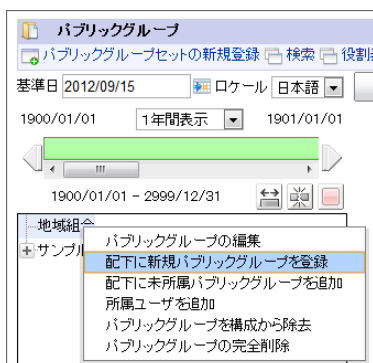 パブリックグループ
パブリックグループセットの新規登録 検索 役割
基準日 2012/09/15 ロケール 日本語
1900/01/01 1年間表示 1901/01/01
1900/01/01 - 2999/12/31
地域組合
サンプル
パブリックグループの編集
配下に新規パブリックグループを登録
配下に未所属パブリックグループを追加
所属ユーザを追加
パブリックグループを構成から除去
パブリックグループの完全削除